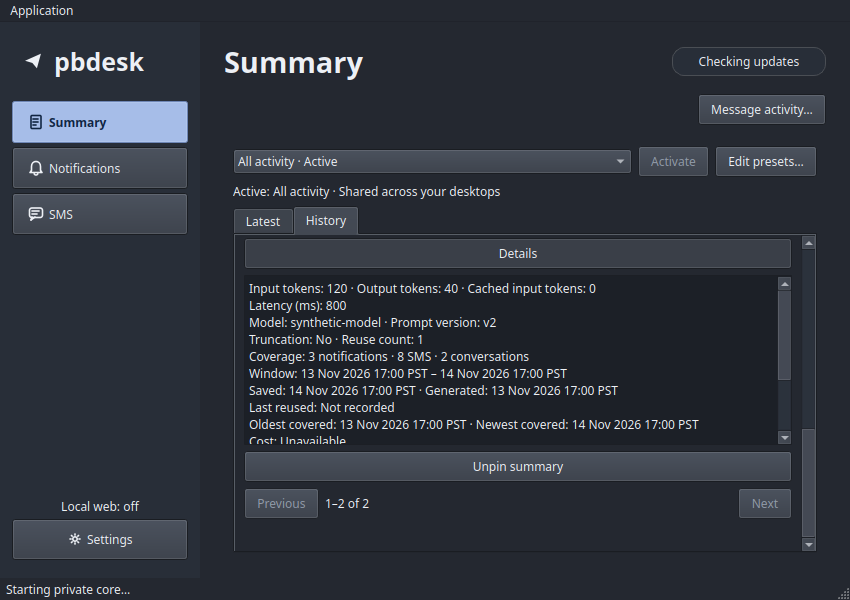 Application
pbdesk
Summary
Checking updates
Message activity...
Summary
Notifications
SMS
All activity · Active
Activate
Edit presets...
Active: All activity · Shared across your desktops
Latest
History
Details
Input tokens: 120 · Output tokens: 40 · Cached input tokens: 0
Latency (ms): 800
Model: synthetic-model · Prompt version: v2
Truncation: No · Reuse count: 1
Coverage: 3 notifications · 8 SMS · 2 conversations
Window: 13 Nov 2026 17:00 PST – 14 Nov 2026 17:00 PST
Saved: 14 Nov 2026 17:00 PST · Generated: 13 Nov 2026 17:00 PST
Last reused: Not recorded
Oldest covered: 13 Nov 2026 17:00 PST · Newest covered: 14 Nov 2026 17:00 PST
Cost: Unavailable
Unpin summary
Previous
1–2 of 2
Next
Local web: off
Settings
Starting private core...